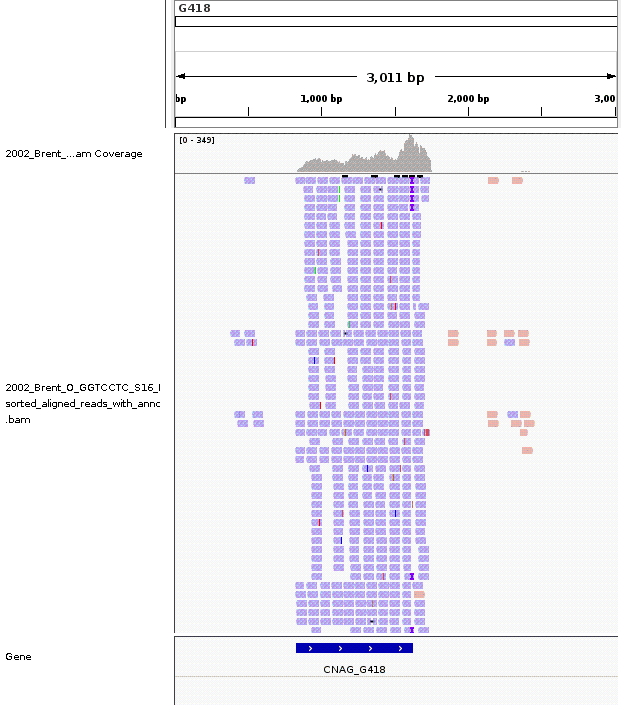 G418
3,011 bp
bp
1,000 bp
2,000 bp
3,00
[0 - 349]
2002_Brent_...am Coverage
2002_Brent_O_GGTCCTC_S16_
sorted_aligned_reads_with_annc
.bam
Gene
CNAG_G418